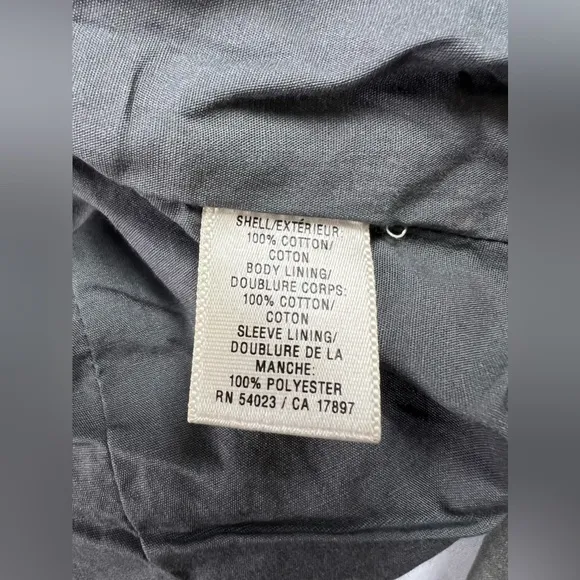 SHELL/EXTÉRIEUR:
100% COTTON/
COTON
BODY LINING/
DOUBLURE CORPS:
100% COTTON/
COTON
SLEEVE LINING/
DOUBLURE DE LA
MANCHE:
100% POLYESTER
RN 54023 / CA 17897